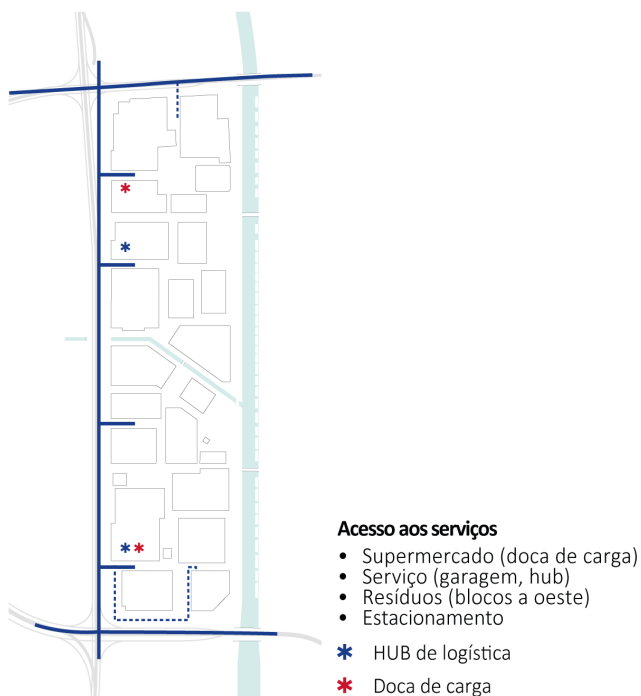 Acesso aos serviços
• Supermercado (doca de carga)
• Serviço (garagem, hub)
• Resíduos (blocos a oeste)
• Estacionamento
HUB de logística
Doca de carga